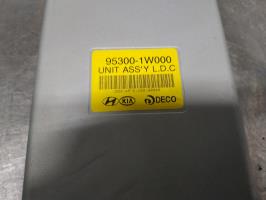 95300-1W000
UNIT ASS'Y L.D.C
KIA DECO